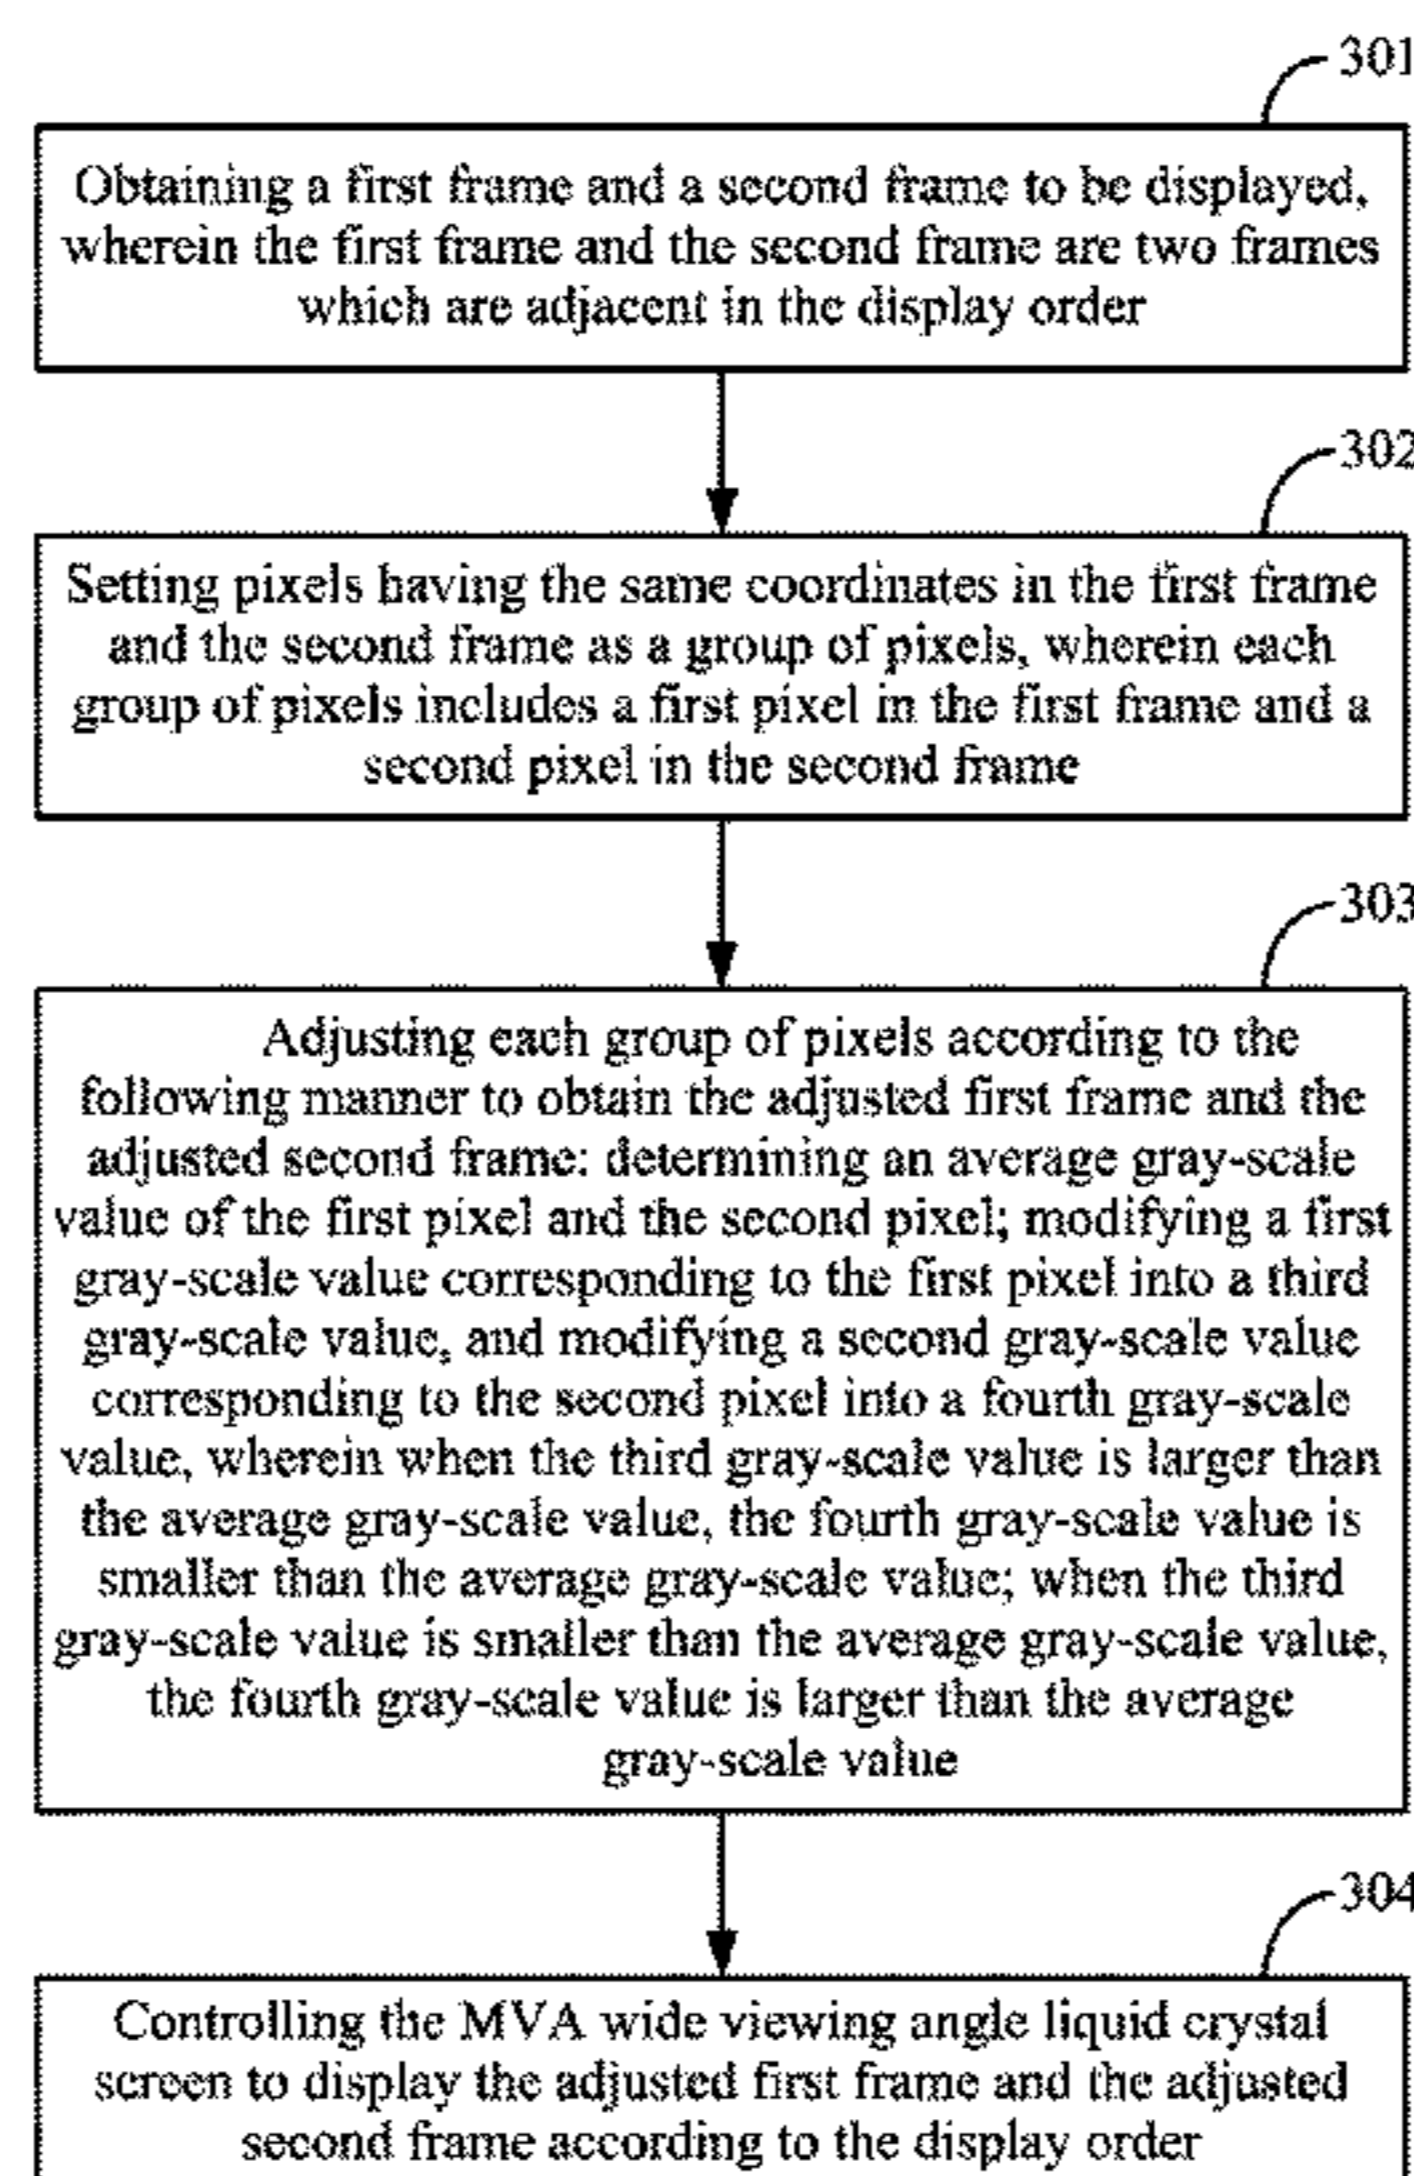 301
Obtaining a first frame and a second frame to be displayed,
wherein the first frame and the second frame are two frames
which are adjacent in the display order
302
Setting pixels having the same coordinates in the first frame
and the second frame as a group of pixels, wherein each
group of pixels includes a first pixel in the first frame and a
second pixel in the second frame
303
Adjusting each group of pixels according to the
following manner to obtain the adjusted first frame and the
adjusted second frame: determining an average gray-scale
value of the first pixel and the second pixel; modifying a first
gray-scale value corresponding to the first pixel into a third
gray-scale value, and modifying a second gray-scale value
corresponding to the second pixel into a fourth gray-scale
value, wherein when the third gray-scale value is larger than
the average gray-scale value, the fourth gray-scale value is
smaller than the average gray-scale value; when the third
gray-scale value is smaller than the average gray-scale value,
the fourth gray-scale value is larger than the average
gray-scale value
304
Controlling the MVA wide viewing angle liquid crystal
screen to display the adjusted first frame and the adjusted
second frame according to the display order